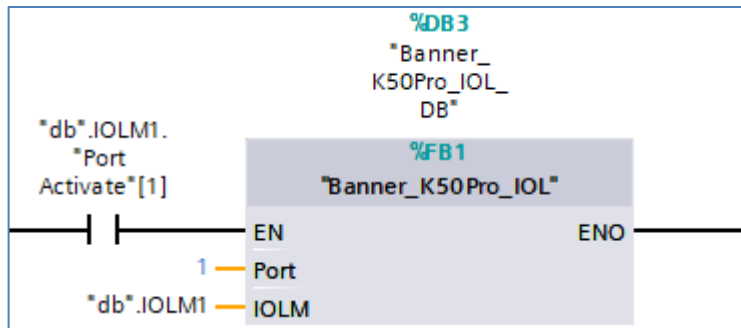 %DB3
"Banner_
K50Pro_IOL_
DB"
"db".IOLM1.
"Port
Activate"[1]
%FB1
"Banner_K50Pro_IOL"
EN
ENO
1
Port
"db".IOLM1
IOLM